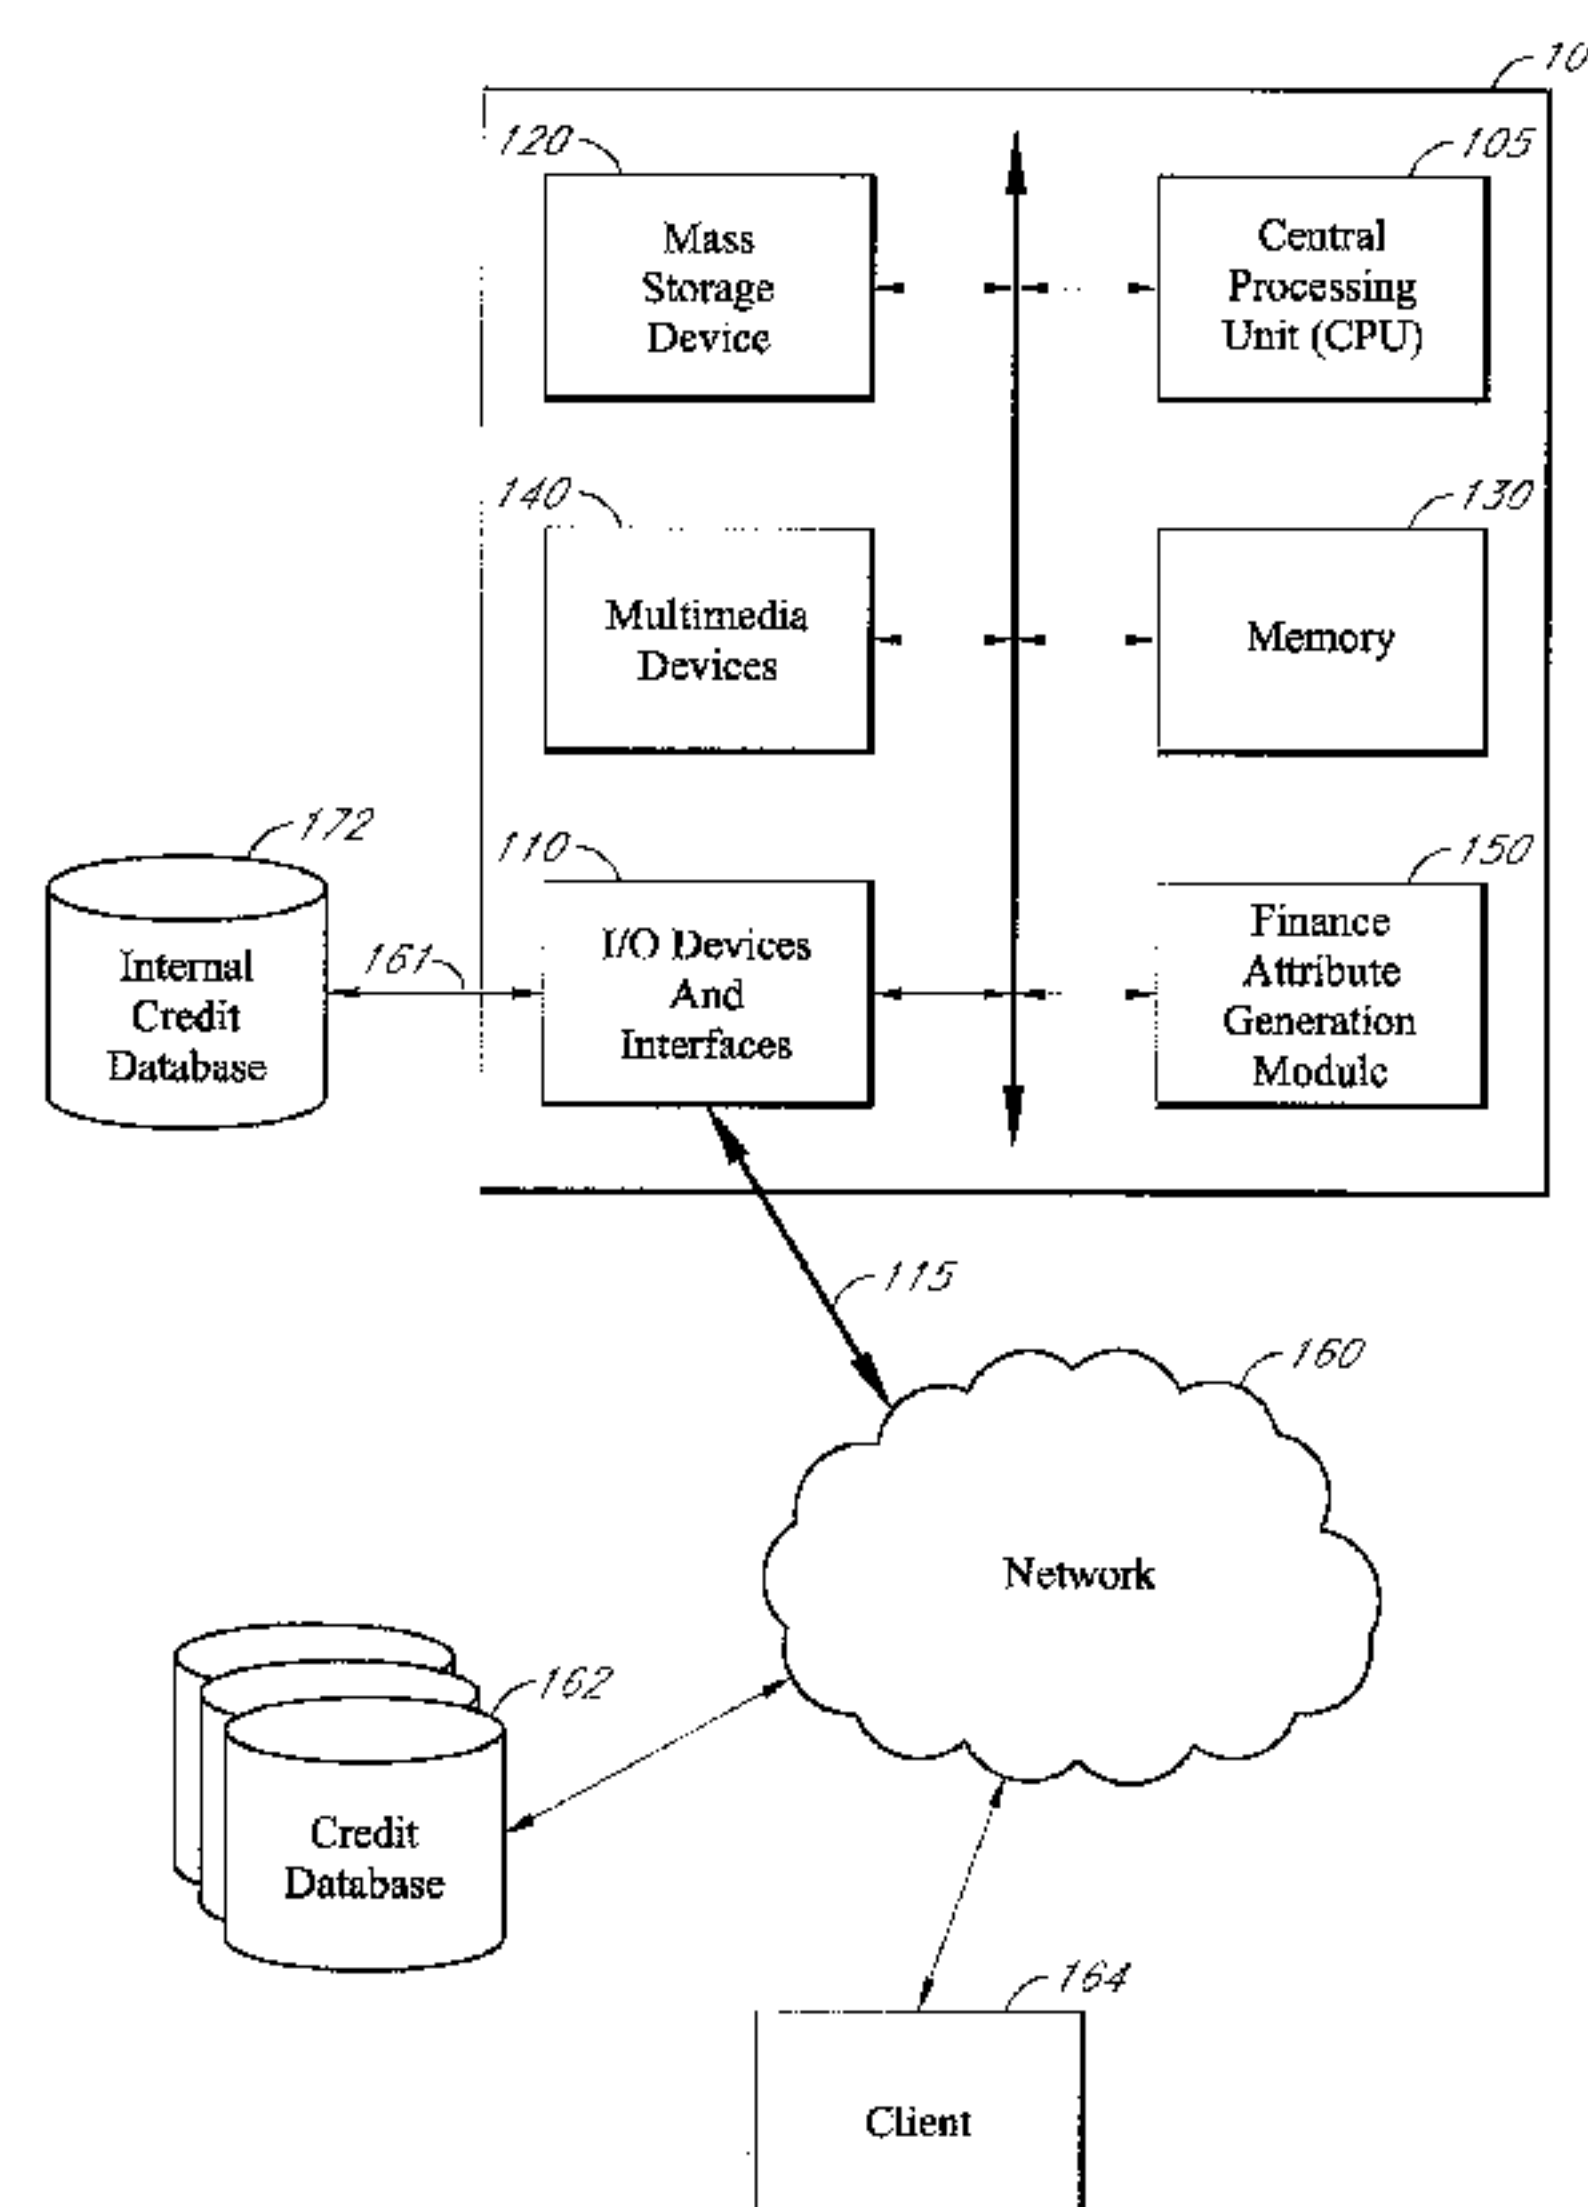 10
120
105
Mass
Storage
Device
Central
Processing
Unit (CPU)
140
130
Multimedia
Devices
Memory
172
110
150
Internal
Credit
Database
161
I/O Devices
And
Interfaces
Finance
Attribute
Generation
Module
115
160
Network
162
Credit
Database
164
Client